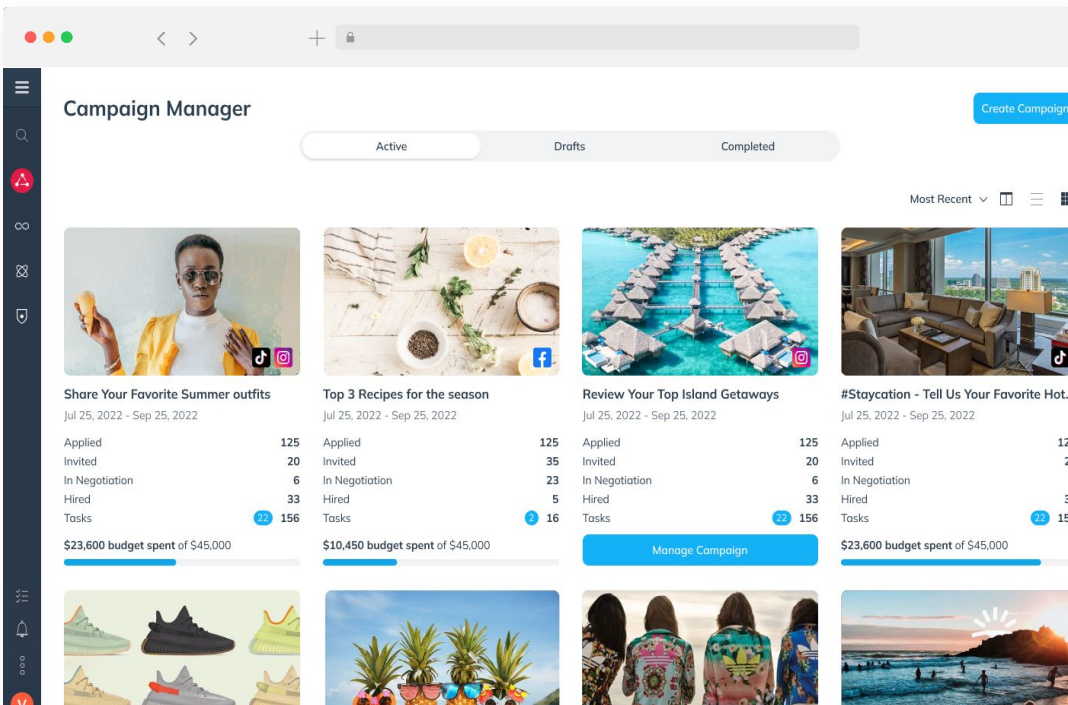 Campaign Manager
Create Campaign
Active Drafts Completed
Most Recent
Share Your Favorite Summer outfits
Jul 25, 2022 - Sep 25, 2022
Applied 125
Invited 20
In Negotiation 6
Hired 33
Tasks 22 156
$23,600 budget spent of $45,000
Top 3 Recipes for the season
Jul 25, 2022 - Sep 25, 2022
Applied 125
Invited 35
In Negotiation 23
Hired 5
Tasks 2 16
$10,450 budget spent of $45,000
Review Your Top Island Getaways
Jul 25, 2022 - Sep 25, 2022
Applied 125
Invited 20
In Negotiation 6
Hired 33
Tasks 22 156
Manage Campaign
#Staycation - Tell Us Your Favorite Hot.
Jul 25, 2022 - Sep 25, 2022
Applied
Invited
In Negotiation
Hired
Tasks 22
$23,600 budget spent of $45,000